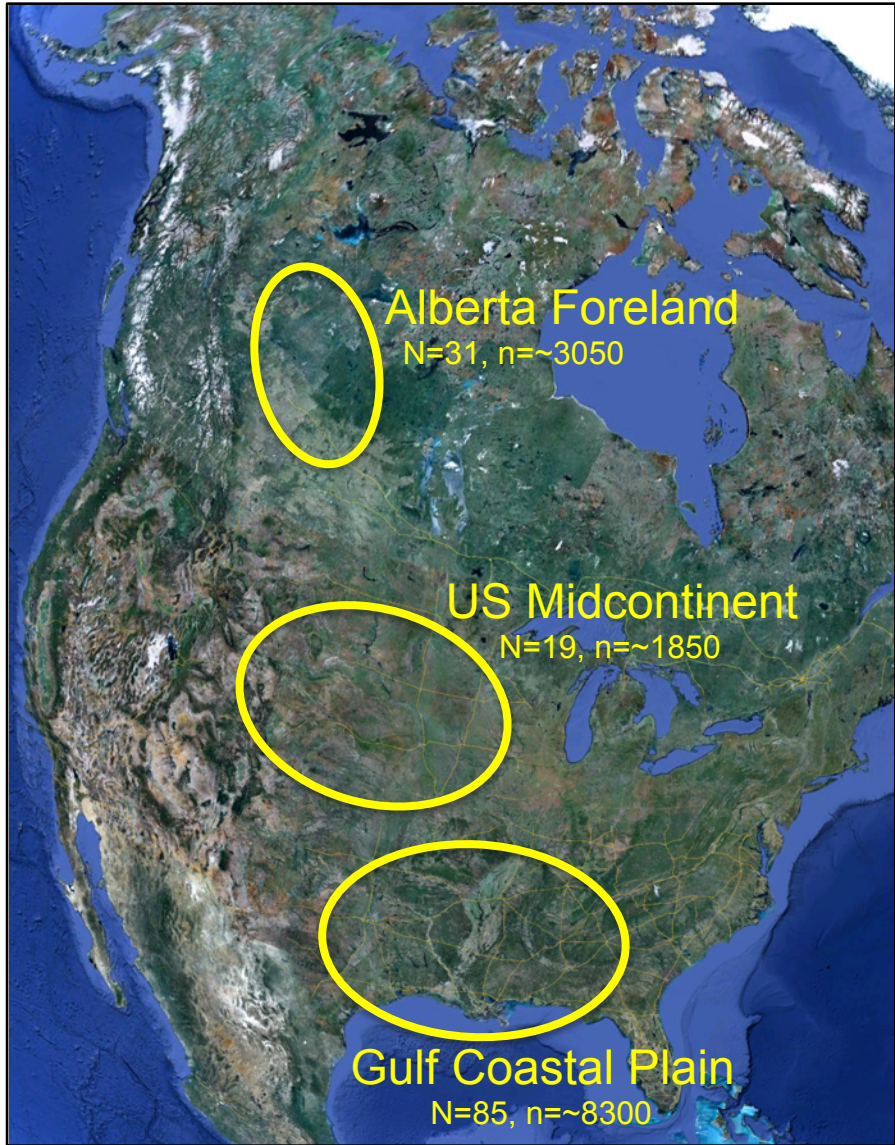 Alberta Foreland
N=31, n=~3050
US Midcontinent
N=19, n=~1850
Gulf Coastal Plain
N=85, n=~8300